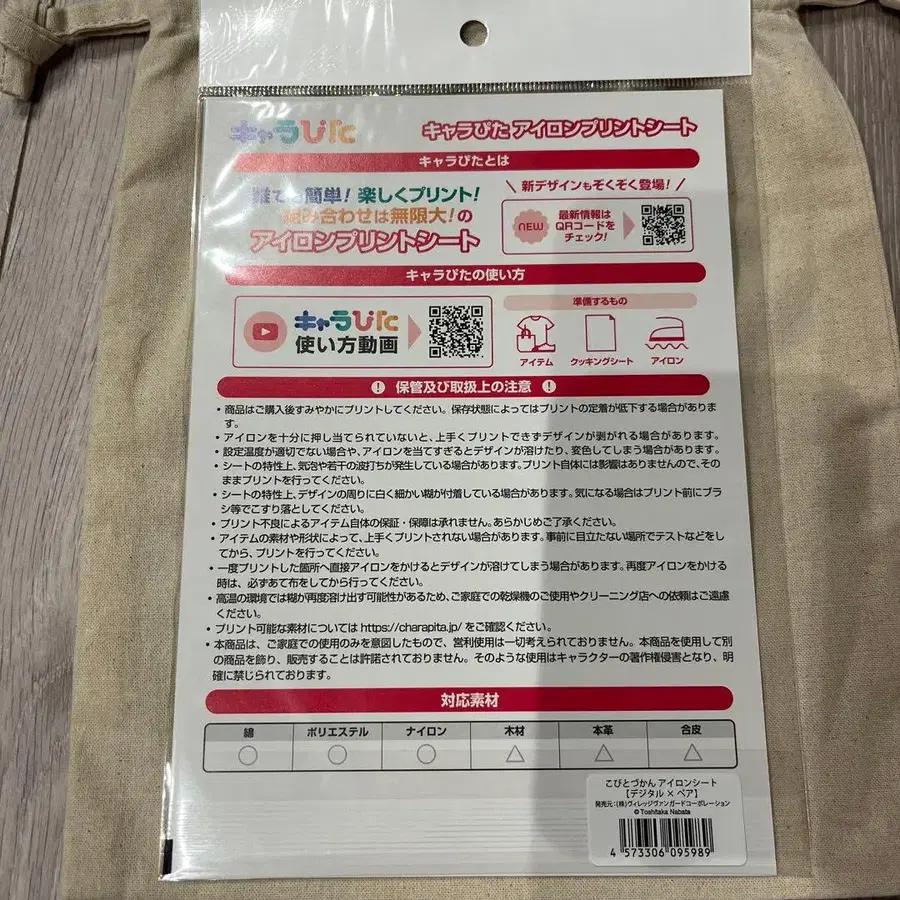 キャラぴた
キャラぴた アイロンプリントシート
キャラぴたとは
誰でも簡単! 楽しくプリント!
組み合わせは無限大!の
アイロンプリントシート
\ 新デザインもぞくぞく登場! /
NEW
最新情報は
QRコードを
チェック!
キャラぴたの使い方
キャラぴた
使い方動画
準備するもの
アイテム
クッキングシート
アイロン
保管及び取扱上の注意
・商品はご購入後すみやかにプリントしてください。保存状態によってはプリントの定着が低下する場合がありま
す。
・アイロンを十分に押し当てられていないと、上手くプリントできずデザインが剥がれる場合があります。
・設定温度が適切でない場合や、アイロンを当てすぎるとデザインが溶けたり、変色してしまう場合があります。
・シートの特性上、気泡や若干の波打ちが発生している場合があります。プリント自体には影響はありませんので、その
ままプリントを行ってください。
・シートの特性上、デザインの周りに白く細かい糊が付着している場合があります。気になる場合はプリント前にブラ
シ等でこすり落としてください。
・プリント不良によるアイテム自体の保証・保障は承れません。あらかじめご了承ください。
・アイテムの素材や形状によって、上手くプリントされない場合があります。事前に目立たない場所でテストなどをし
てから、プリントを行ってください。
・一度プリントした箇所へ直接アイロンをかけるとデザインが溶けてしまう場合があります。再度アイロンをかける
時は、必ずあて布をしてから行ってください。
・高温の環境では糊が再度溶け出す可能性があるため、ご家庭での乾燥機のご使用やクリーニング店への依頼はご遠慮
ください。
・プリント可能な素材については https://charapita.jp/ をご確認ください。
・本商品は、ご家庭での使用のみを意図したもので、営利使用は一切考えられておりません。本商品を使用して別
の商品を飾り、販売することは許諾されておりません。そのような使用はキャラクターの著作権侵害となり、明
確に禁じられております。
対応素材
綿 ポリエステル ナイロン 木材 本革 合皮
○ ○ ○ △ △ △
こびとづかん アイロンシート
【デジタル × ペア】
発売元:(株)ヴィレッジヴァンガードコーポレーション
© Toshitaka Nabata
4 573306 095989